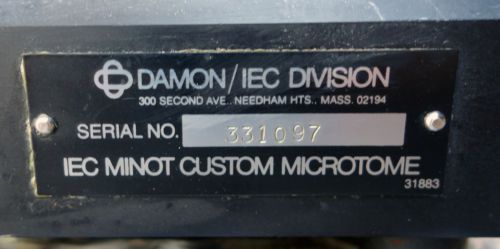 DAMON/IEC DIVISION
300 SECOND AVE., NEEDHAM HTS., MASS. 02194
SERIAL NO. 331097
IEC MINOT CUSTOM MICROTOME
31883